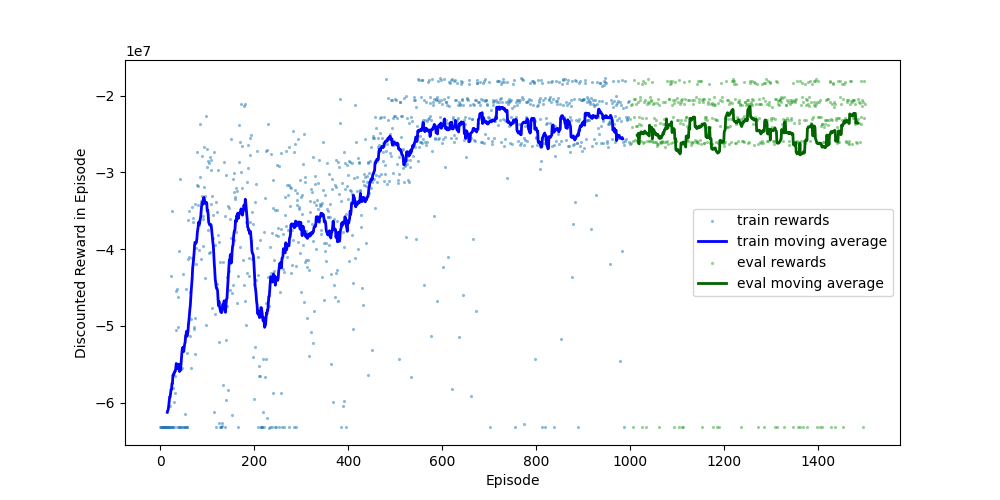 1e7
−2
−3
−4
−5
−6
Discounted Reward in Episode
train rewards
train moving average
eval rewards
eval moving average
0 200 400 600 800 1000 1200 1400
Episode